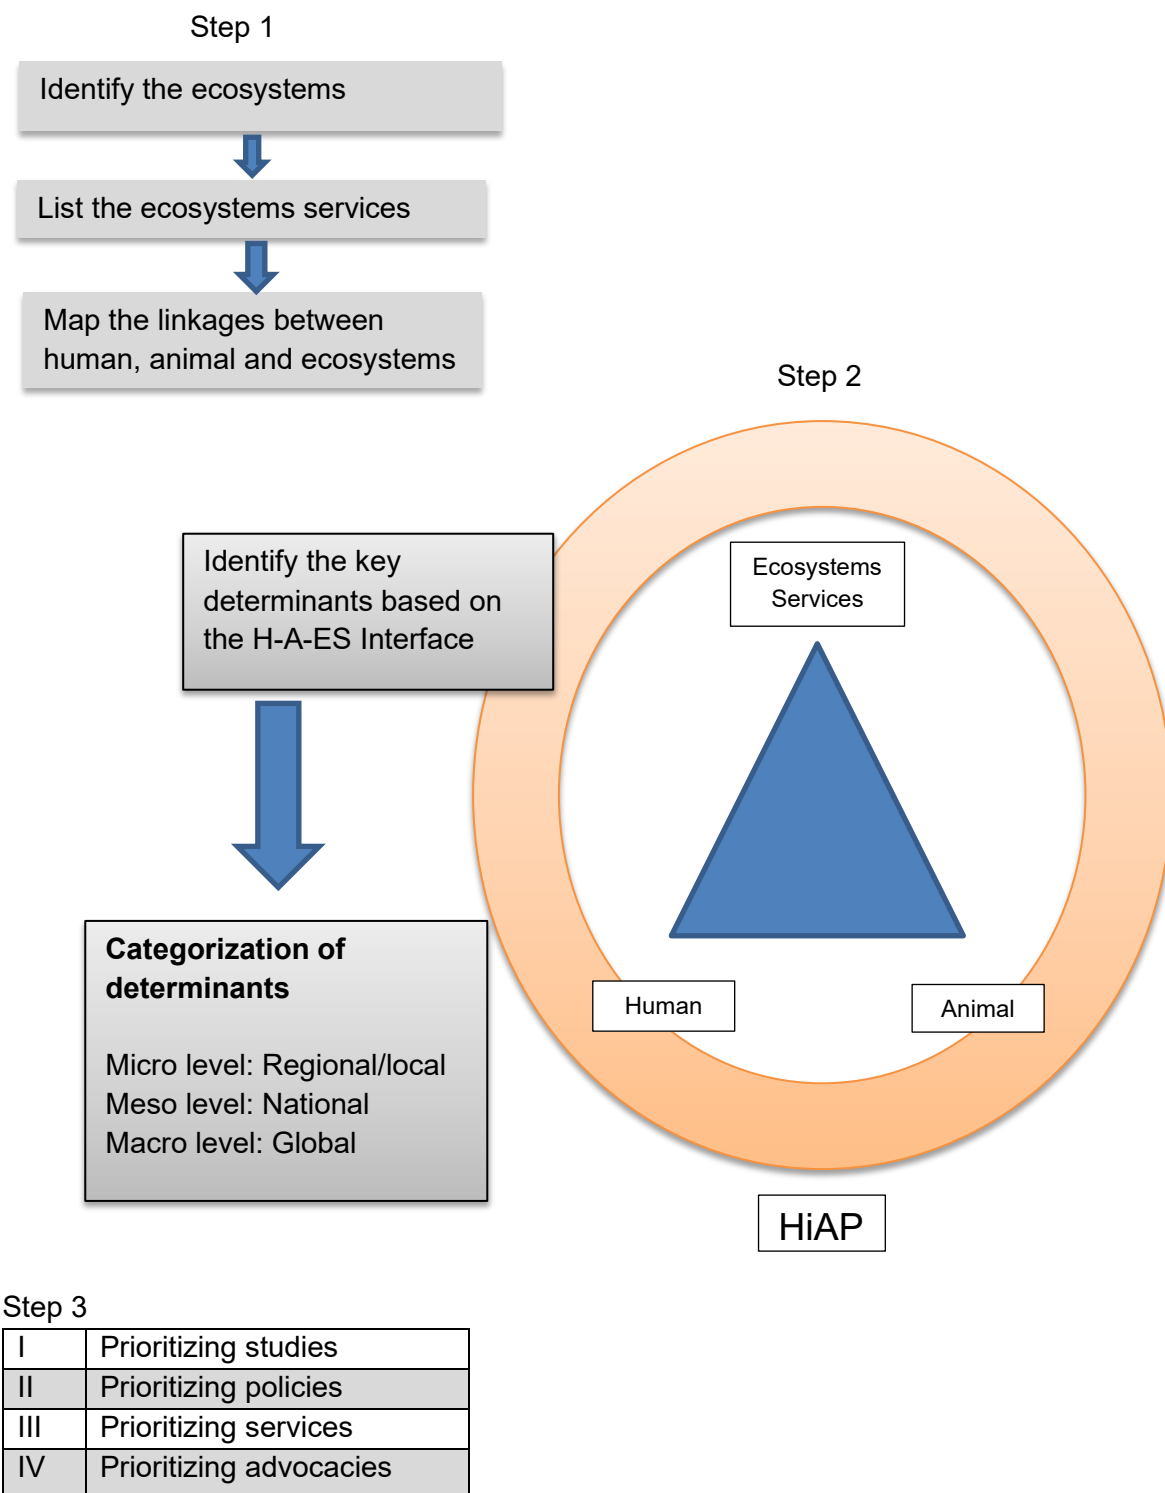 Step 1
Identify the ecosystems
List the ecosystems services
Map the linkages between
human, animal and ecosystems
Step 2
Identify the key
determinants based on
the H-A-ES Interface
Ecosystems
Services
Human
Animal
Categorization of
determinants
Micro level: Regional/local
Meso level: National
Macro level: Global
HiAP
Step 3
I Prioritizing studies
II Prioritizing policies
III Prioritizing services
IV Prioritizing advocacies